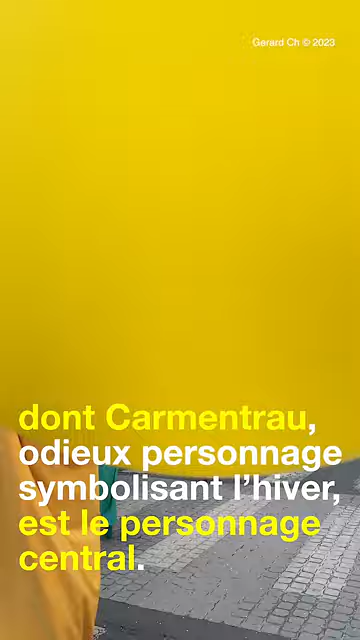 Gerard Ch © 2023
dont Carmentrau,
odieux personnage
symbolisant l’hiver,
est le personnage
central.